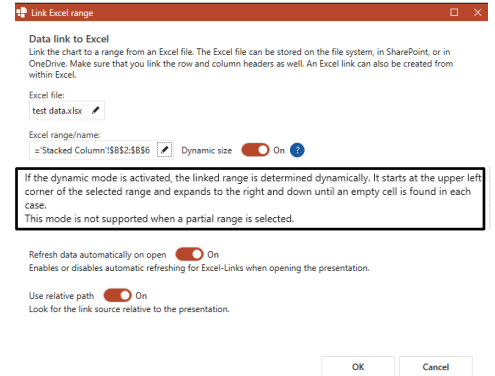 Link Excel range
Data link to Excel
Link the chart to a range from an Excel file. The Excel file can be stored on the file system, in SharePoint, or in
OneDrive. Make sure that you link the row and column headers as well. An Excel link can also be created from
within Excel.
Excel file:
test data.xlsx
Excel range/name:
='Stacked Column'!$B$2:$B$6 Dynamic size On ?
If the dynamic mode is activated, the linked range is determined dynamically. It starts at the upper left
corner of the selected range and expands to the right and down until an empty cell is found in each
case.
This mode is not supported when a partial range is selected.
Refresh data automatically on open On
Enables or disables automatic refreshing for Excel-Links when opening the presentation.
Use relative path On
Look for the link source relative to the presentation.
OK Cancel